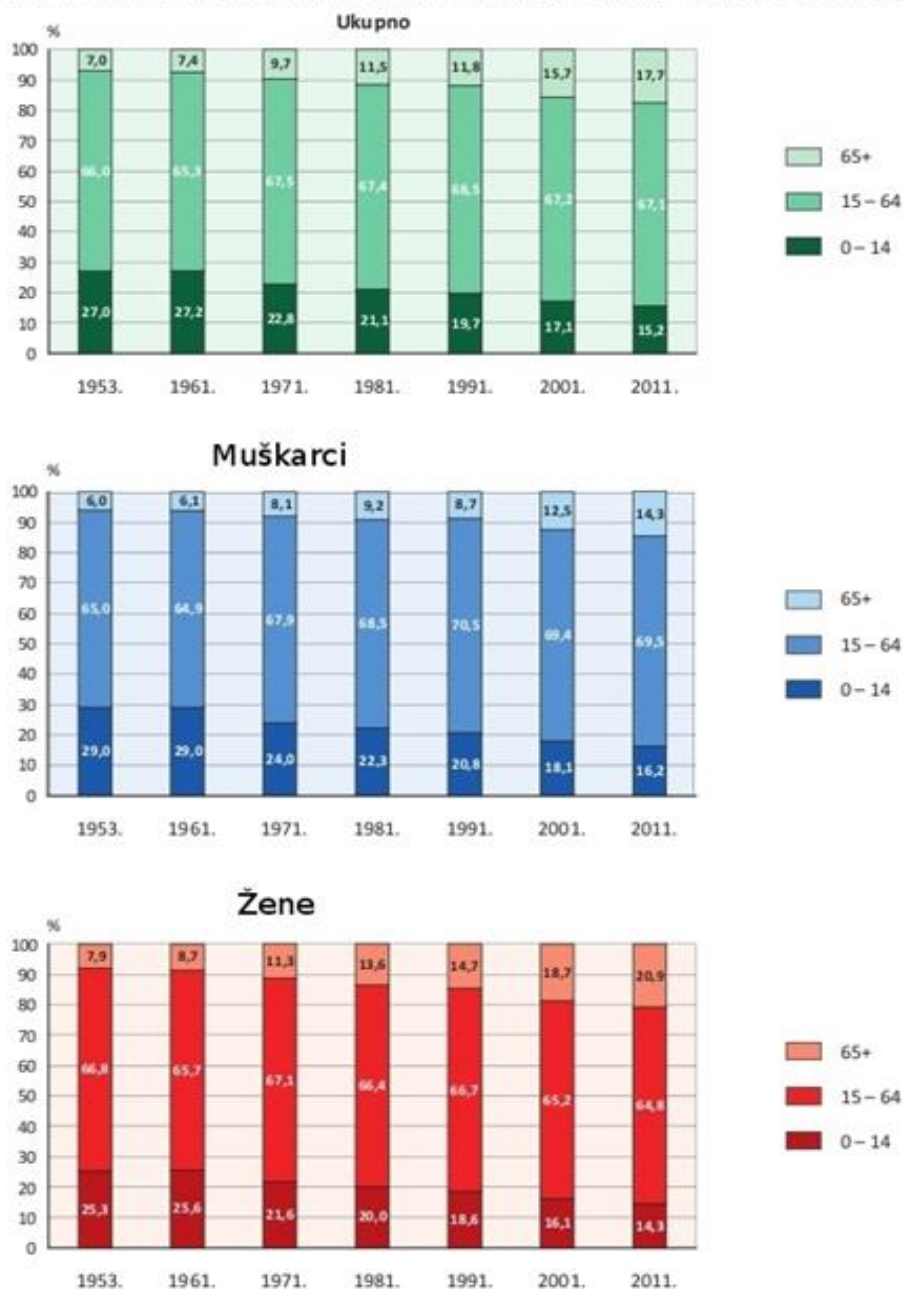 Ukupno
%
100
90
80
70
60
50
40
30
20
10
0
7,0 7,4 9,7 11,5 11,8 15,7 17,7
66,0 65,3 67,5 67,4 68,5 67,2 67,1
27,0 27,2 22,8 21,1 19,7 17,1 15,2
1953. 1961. 1971. 1981. 1991. 2001. 2011.
65+
15 – 64
0 – 14
Muškarci
%
100
90
80
70
60
50
40
30
20
10
0
6,0 6,1 8,1 9,2 8,7 12,5 14,3
65,0 64,9 67,9 68,5 70,5 69,4 69,5
29,0 29,0 24,0 22,3 20,8 18,1 16,2
1953. 1961. 1971. 1981. 1991. 2001. 2011.
65+
15 – 64
0 – 14
Žene
%
100
90
80
70
60
50
40
30
20
10
0
7,9 8,7 11,3 13,6 14,7 18,7 20,9
66,8 65,7 67,1 66,4 66,7 65,2 64,8
25,3 25,6 21,6 20,0 18,6 16,1 14,3
1953. 1961. 1971. 1981. 1991. 2001. 2011.
65+
15 – 64
0 – 14